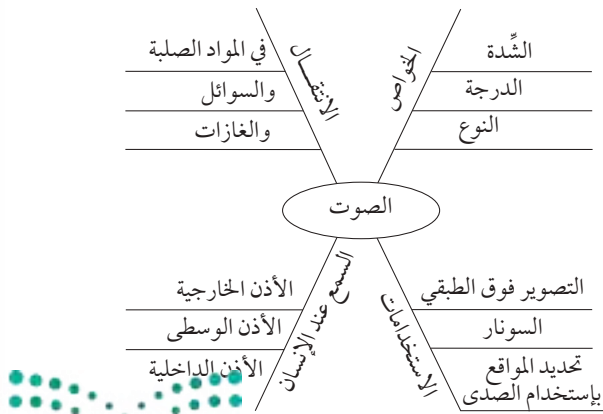 الخواص
الشِّدة
الدرجة
النوع
الانتقال
في المواد الصلبة
والسوائل
والغازات
الصوت
الاستخدامات
التصوير فوق الطبقي
السونار
تحديد المواقع
بإستخدام الصدى
السمع عند الإنسان
الأذن الخارجية
الأذن الوسطى
الأذن الداخلية